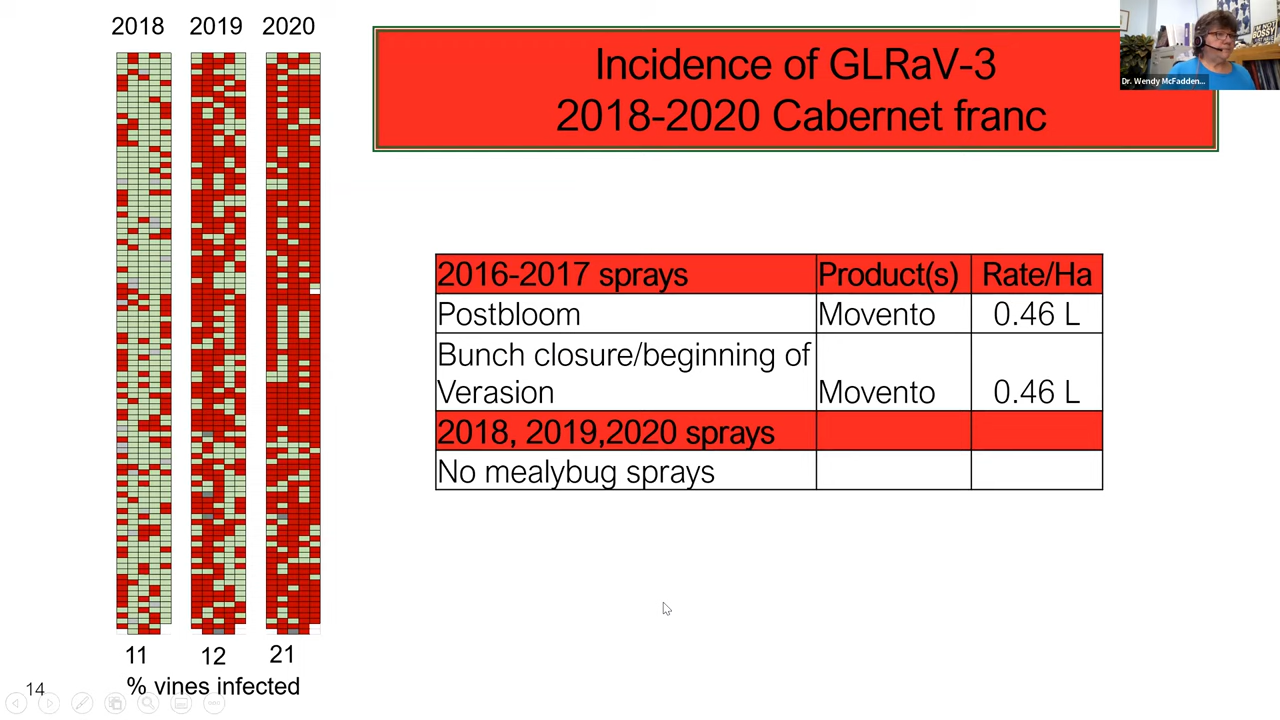 2018 2019 2020
Incidence of GLRaV-3
2018-2020 Cabernet franc
Dr. Wendy McFadden...
2016-2017 sprays Product(s) Rate/Ha
Postbloom Movento 0.46 L
Bunch closure/beginning of
Verasion Movento 0.46 L
2018, 2019,2020 sprays
No mealybug sprays
11 12 21
% vines infected
14